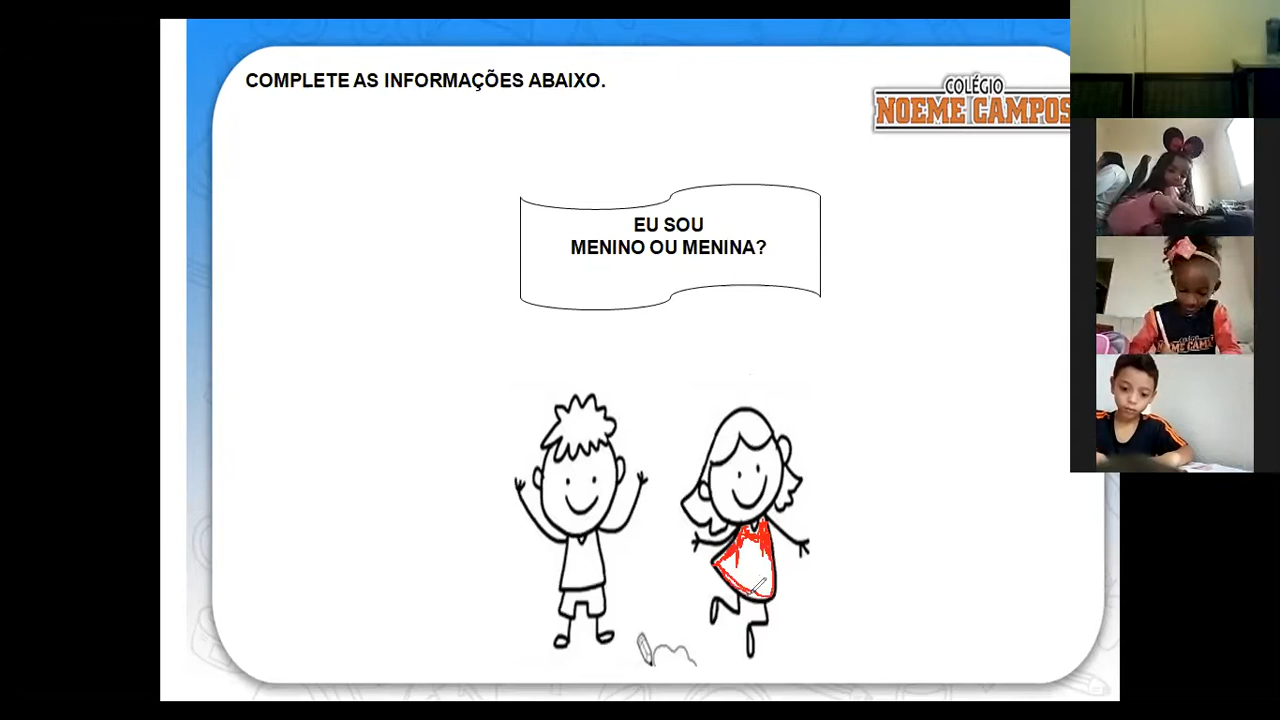 COMPLETE AS INFORMAÇÕES ABAIXO.
COLÉGIO
NOEME CAMPOS
EU SOU
MENINO OU MENINA?